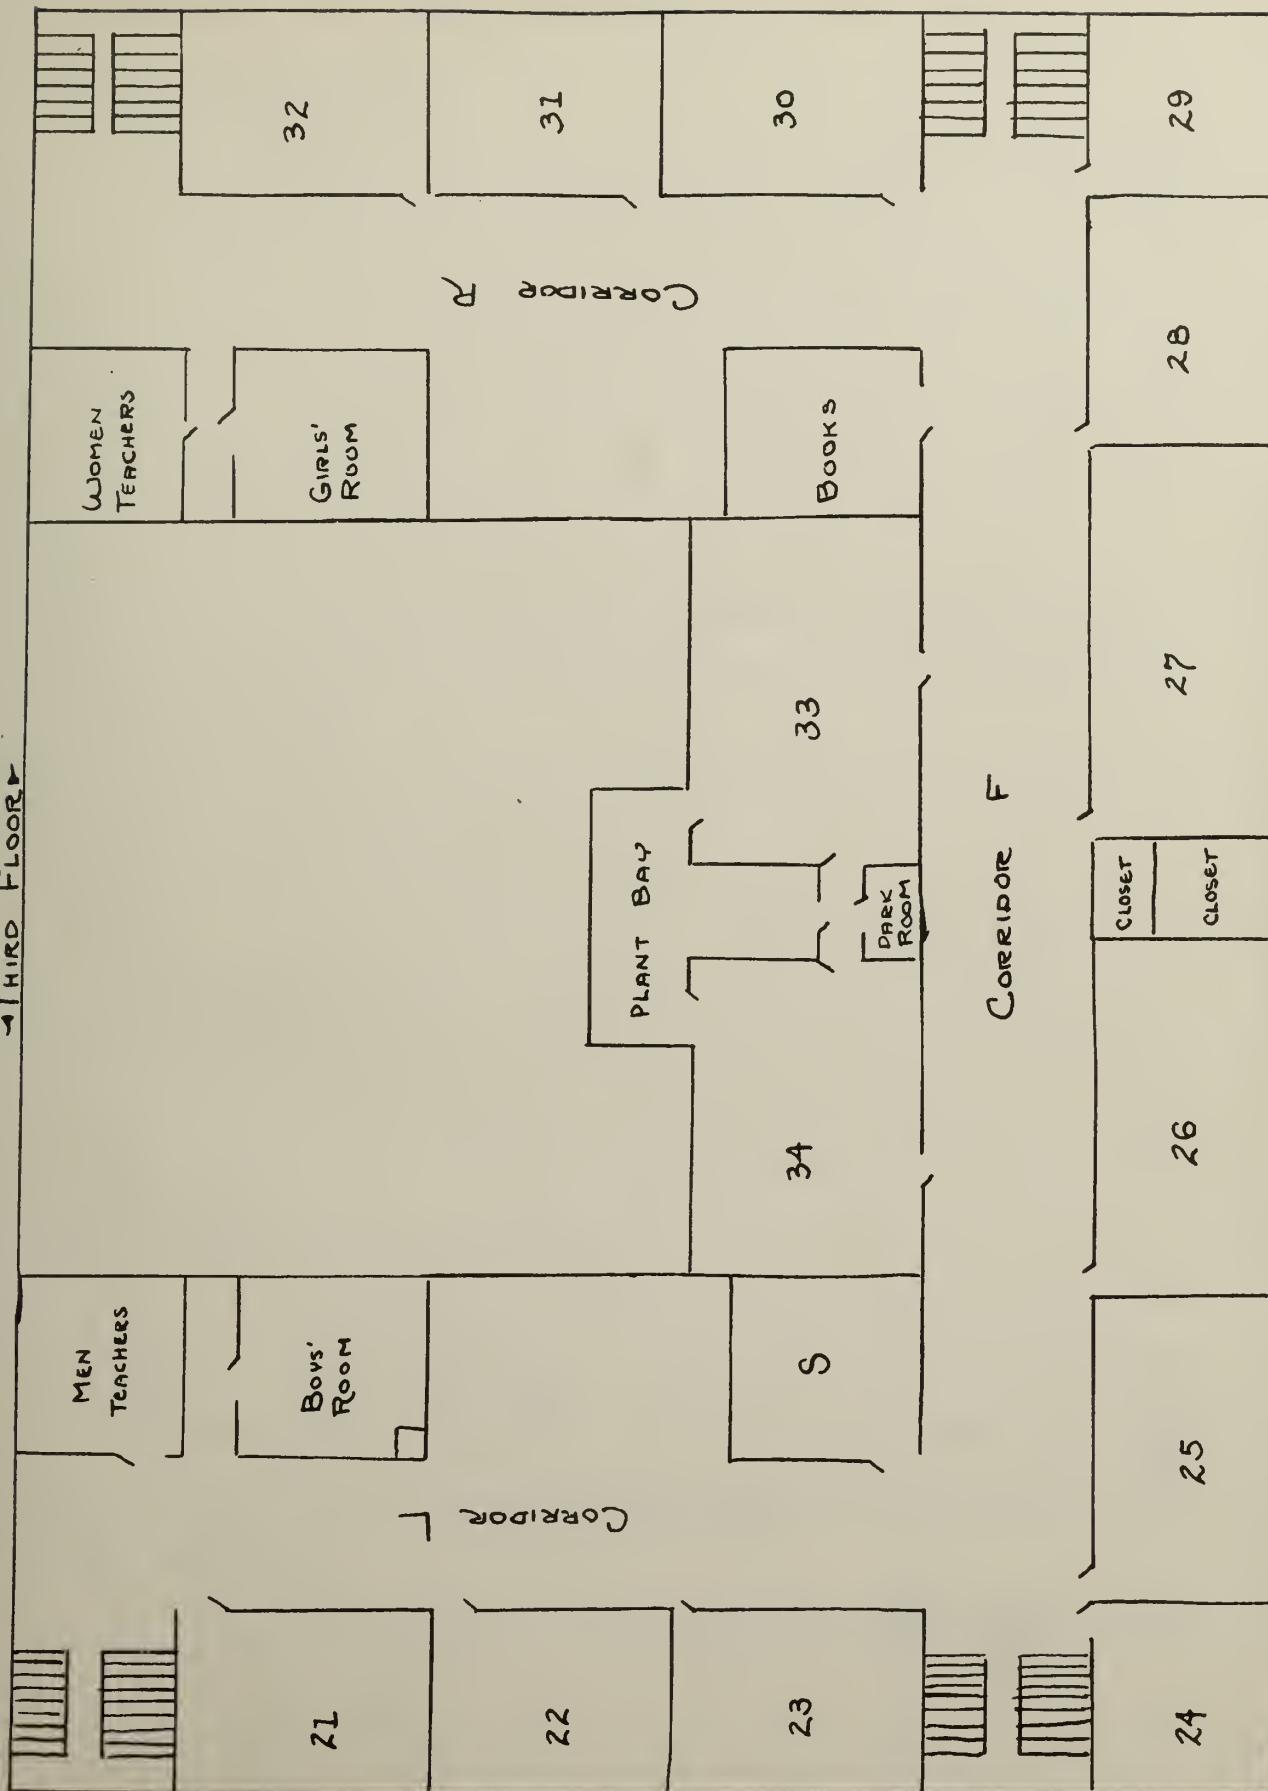 THIRD FLOOR
MEN
TEACHERS
WOMEN
TEACHERS
21
BOYS'
ROOM
GIRLS'
ROOM
32
CORRIDOR L
CORRIDOR R
22
31
PLANT BAY
23
S
34
33
BOOKS
30
DARK
ROOM
CORRIDOR F
24
25
26
CLOSET
CLOSET
27
28
29